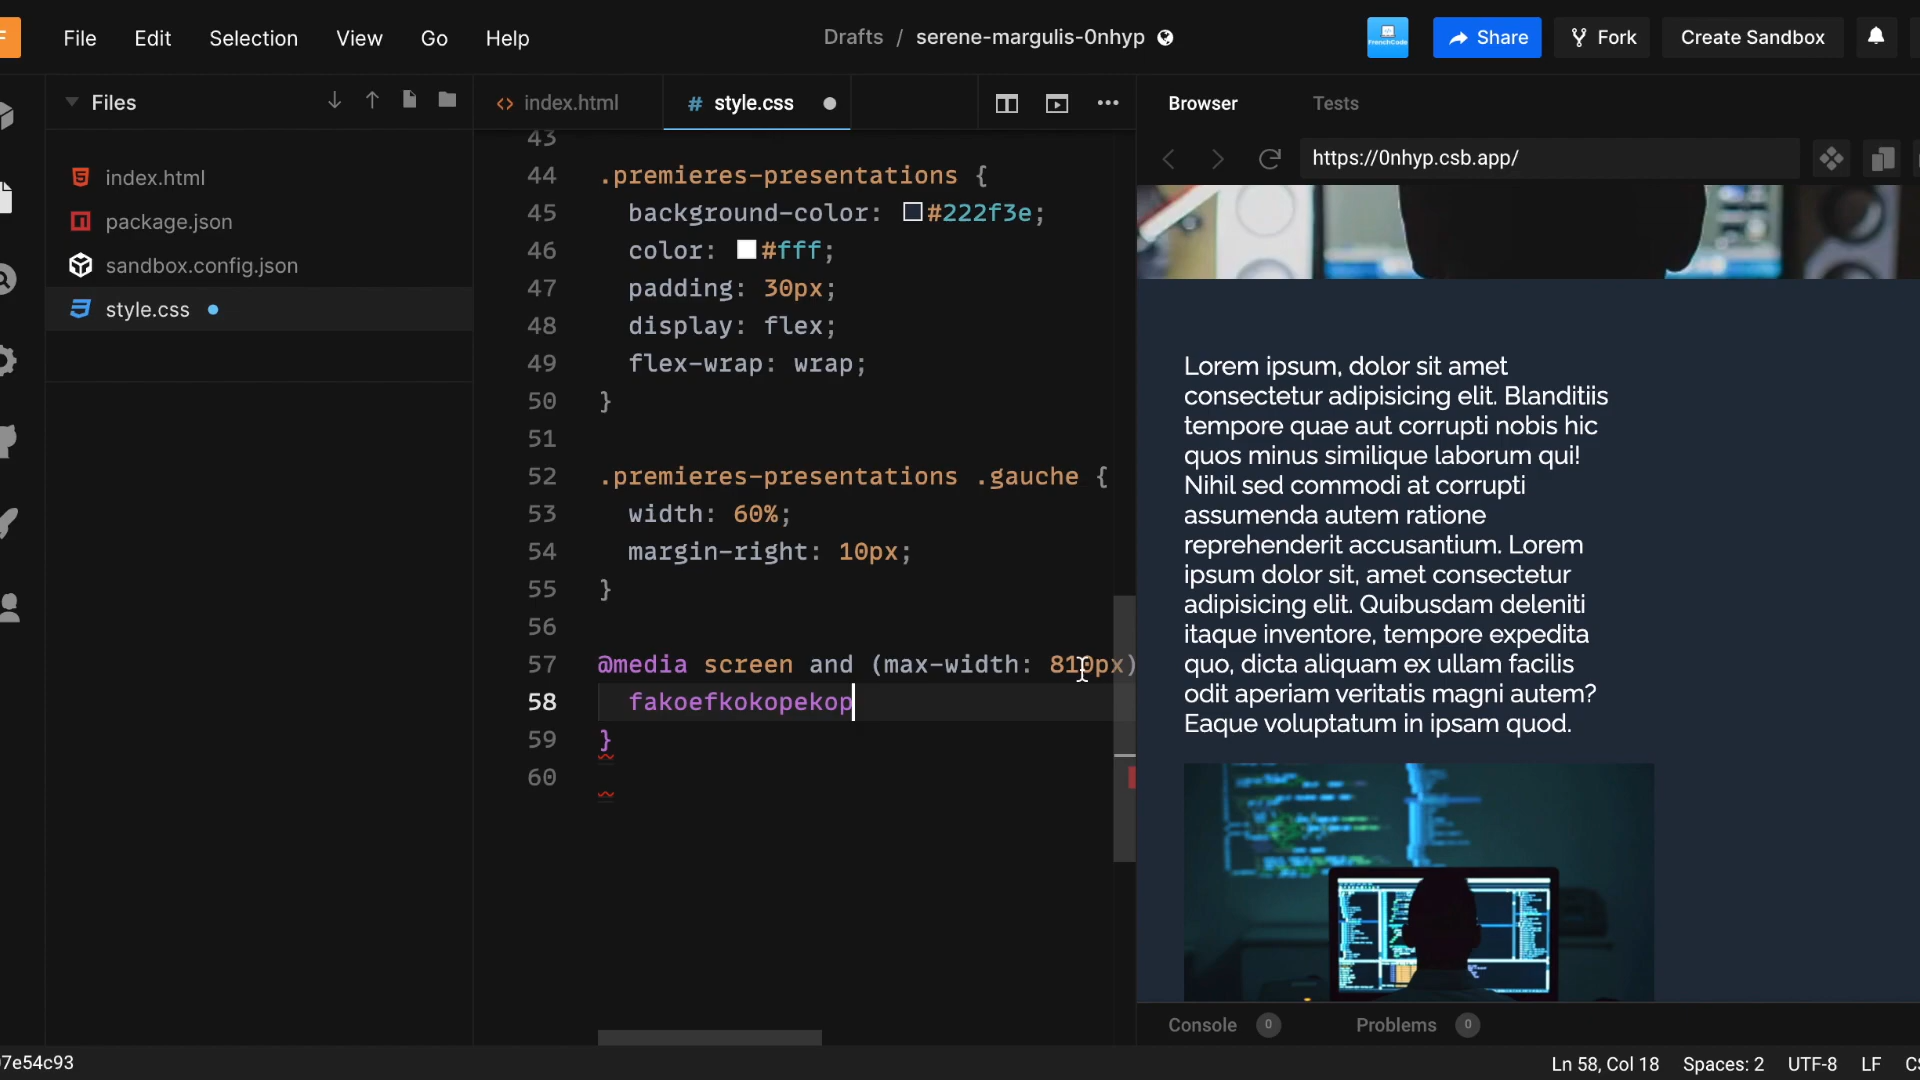 File Edit Selection View Go Help
Drafts / serene-margulis-0nhyp
FrenchCode
Share Fork Create Sandbox
Files
index.html # style.css
Browser Tests
https://0nhyp.csb.app/
index.html
package.json
sandbox.config.json
style.css
43
44 .premieres-presentations {
45 background-color: #222f3e;
46 color: #fff;
47 padding: 30px;
48 display: flex;
49 flex-wrap: wrap;
50 }
51
52 .premieres-presentations .gauche {
53 width: 60%;
54 margin-right: 10px;
55 }
56
57 @media screen and (max-width: 810px)
58 fakoefkokopekop
59 }
60
Lorem ipsum, dolor sit amet
consectetur adipisicing elit. Blanditiis
tempore quae aut corrupti nobis hic
quos minus similique laborum qui!
Nihil sed commodi at corrupti
assumenda autem ratione
reprehenderit accusantium. Lorem
ipsum dolor sit, amet consectetur
adipisicing elit. Quibusdam deleniti
itaque inventore, tempore expedita
quo, dicta aliquam ex ullam facilis
odit aperiam veritatis magni autem?
Eaque voluptatum in ipsam quod.
Console 0 Problems 0
7e54c93
Ln 58, Col 18 Spaces: 2 UTF-8 LF